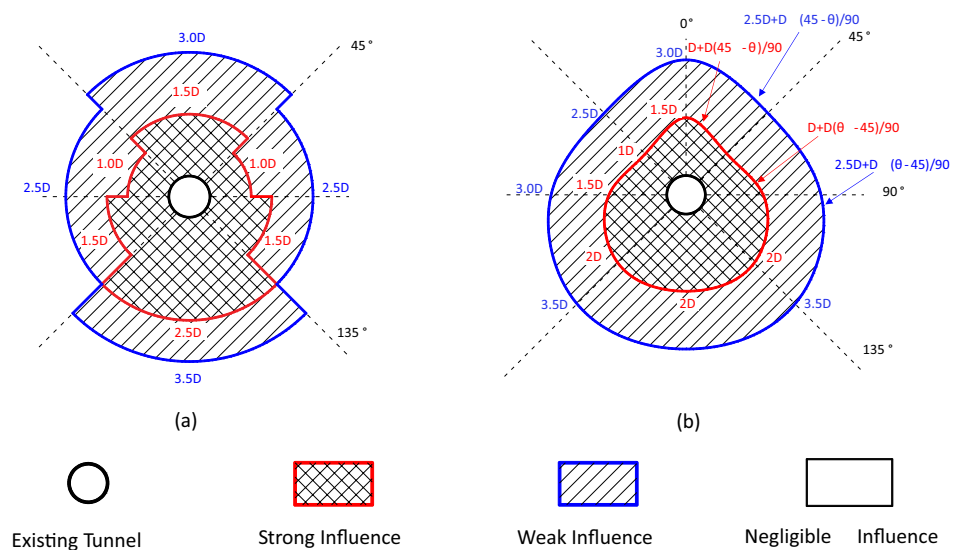 3.0D
45°
1.5D
1.0D
1.0D
2.5D
2.5D
1.5D
1.5D
2.5D
135°
3.5D
(a)
0°
2.5D+D (45-θ)/90
D+D(45 -θ)/90
45°
3.0D
1.5D
2.5D
D+D(θ -45)/90
1D
2.5D+D (θ-45)/90
3.0D
1.5D
90°
2D
2D
3.5D
2D
3.5D
135°
(b)
Existing Tunnel
Strong Influence
Weak Influence
Negligible Influence